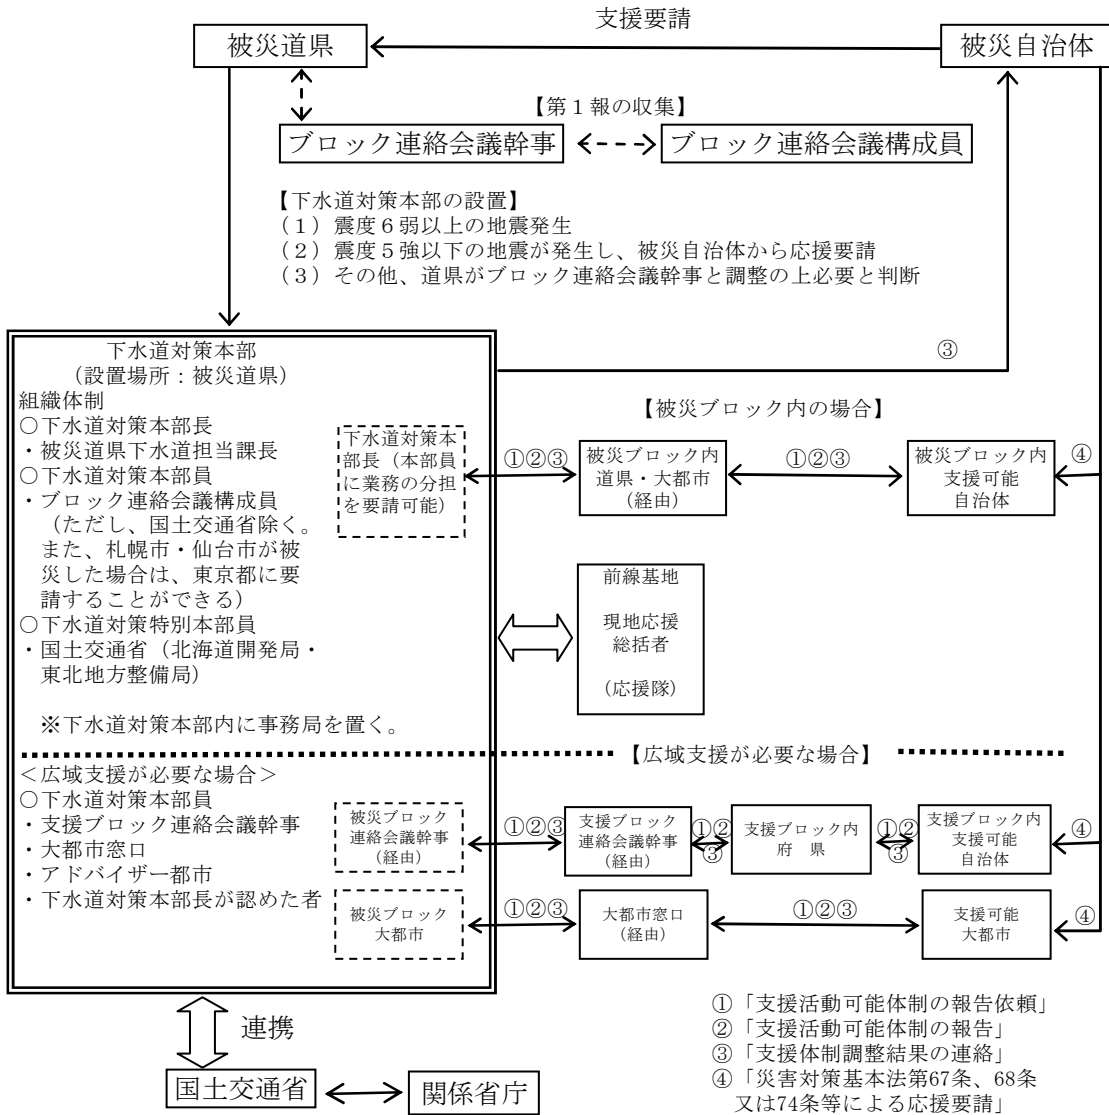 支援要請
被災道県
被災自治体
【第１報の収集】
ブロック連絡会議幹事
ブロック連絡会議構成員
【下水道対策本部の設置】
（１）震度６弱以上の地震発生
（２）震度５強以下の地震が発生し、被災自治体から応援要請
（３）その他、道県がブロック連絡会議幹事と調整の上必要と判断
下水道対策本部
（設置場所：被災道県）
組織体制
○下水道対策本部長
・被災道県下水道担当課長
○下水道対策本部員
・ブロック連絡会議構成員
（ただし、国土交通省除く。
また、札幌市・仙台市が被
災した場合は、東京都に要
請することができる）
○下水道対策特別本部員
・国土交通省（北海道開発局・
東北地方整備局）
※下水道対策本部内に事務局を置く。
③
【被災ブロック内の場合】
下水道対策本
部長（本部員
に業務の分担
を要請可能）
①②③
被災ブロック内
道県・大都市
（経由）
①②③
被災ブロック内
支援可能
自治体
④
前線基地
現地応援
総括者
（応援隊）
【広域支援が必要な場合】
＜広域支援が必要な場合＞
○下水道対策本部員
・支援ブロック連絡会議幹事
・大都市窓口
・アドバイザー都市
・下水道対策本部長が認めた者
被災ブロック
連絡会議幹事
（経由）
①②③
支援ブロック
連絡会議幹事
（経由）
①②
③
支援ブロック内
府　県
①②
③
支援ブロック内
支援可能
自治体
④
被災ブロック
大都市
①②③
大都市窓口
（経由）
①②③
支援可能
大都市
④
連携
国土交通省
関係省庁
①「支援活動可能体制の報告依頼」
②「支援活動可能体制の報告」
③「支援体制調整結果の連絡」
④「災害対策基本法第67条、68条
又は74条等による応援要請」